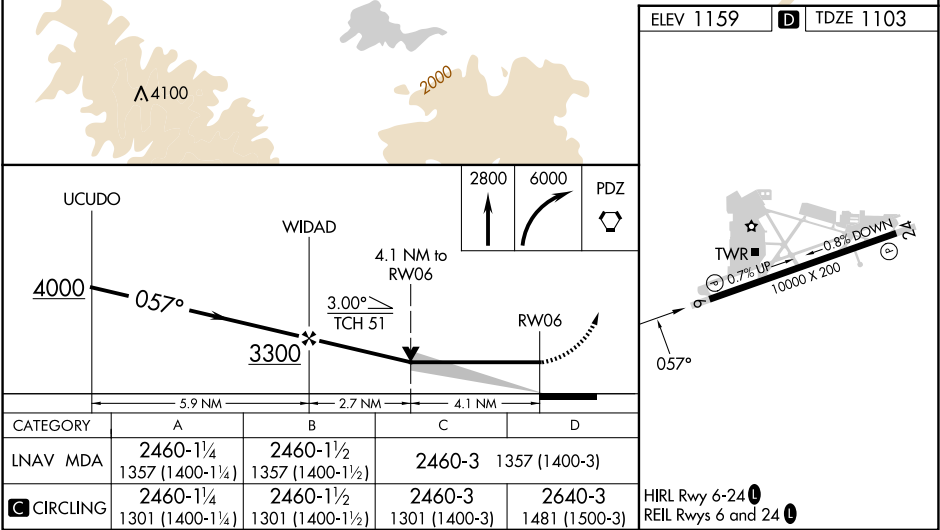 ELEV 1159
D
TDZE 1103
4100
2000
2800
6000
PDZ
UCUDO
WIDAD
4.1 NM to
RW06
4000
057°
3.00°
TCH 51
3300
RW06
5.9 NM
2.7 NM
4.1 NM
TWR
0.7% UP
0.8% DOWN
10000 X 200
6
24
P
P
057°
CATEGORY A B C D
LNAV MDA
2460-1¼
1357 (1400-1¼)
2460-1½
1357 (1400-1½)
2460-3 1357 (1400-3)
C CIRCLING
2460-1¼
1301 (1400-1¼)
2460-1½
1301 (1400-1½)
2460-3
1301 (1400-3)
2640-3
1481 (1500-3)
HIRL Rwy 6-24 L
REIL Rwys 6 and 24 L